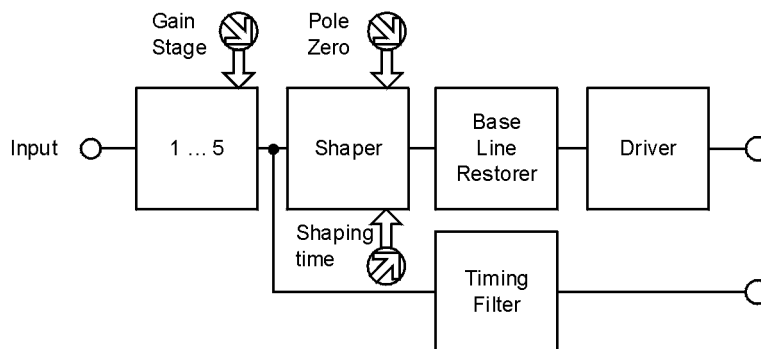 Gain
Stage
Pole
Zero
Input
1 ... 5
Shaper
Base
Line
Restorer
Driver
Shaping
time
Timing
Filter